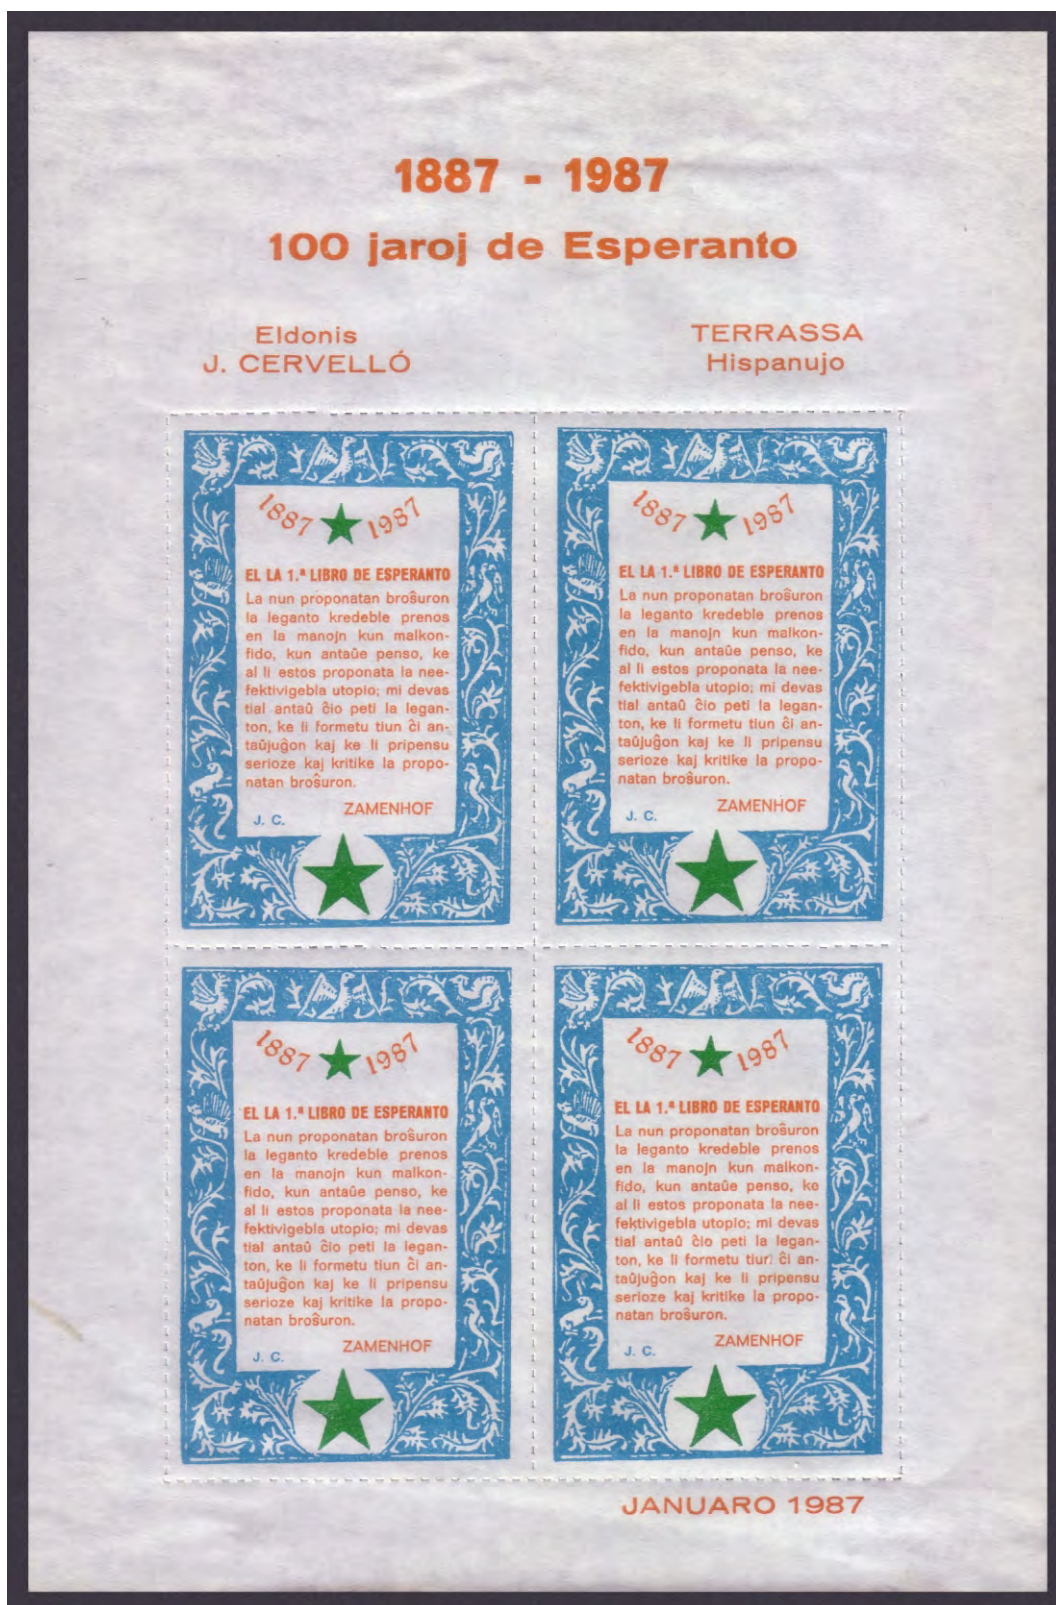 1887 - 1987
100 jaroj de Esperanto
Eldonis
J. CERVELLÓ
TERRASSA
Hispanujo
1887 1987
EL LA 1.ª LIBRO DE ESPERANTO
La nun proponatan broŝuron
la leganto kredeble prenos
en la manojn kun malkon-
fido, kun antaûe penso, ke
al li estos proponata la nee-
fektivigebla utopio; mi devas
tial antaû ĉio peti la legan-
ton, ke li formetu tiun ĉi an-
taûjuĝon kaj ke li pripensu
serioze kaj kritike la propo-
natan broŝuron.
ZAMENHOF
J. C.
1887 1987
EL LA 1.ª LIBRO DE ESPERANTO
La nun proponatan broŝuron
la leganto kredeble prenos
en la manojn kun malkon-
fido, kun antaûe penso, ke
al li estos proponata la nee-
fektivigebla utopio; mi devas
tial antaû ĉio peti la legan-
ton, ke li formetu tiun ĉi an-
taûjuĝon kaj ke li pripensu
serioze kaj kritike la propo-
natan broŝuron.
ZAMENHOF
J. C.
1887 1987
EL LA 1.ª LIBRO DE ESPERANTO
La nun proponatan broŝuron
la leganto kredeble prenos
en la manojn kun malkon-
fido, kun antaûe penso, ke
al li estos proponata la nee-
fektivigebla utopio; mi devas
tial antaû ĉio peti la legan-
ton, ke li formetu tiun ĉi an-
taûjuĝon kaj ke li pripensu
serioze kaj kritike la propo-
natan broŝuron.
ZAMENHOF
J. C.
1887 1987
EL LA 1.ª LIBRO DE ESPERANTO
La nun proponatan broŝuron
la leganto kredeble prenos
en la manojn kun malkon-
fido, kun antaûe penso, ke
al li estos proponata la nee-
fektivigebla utopio; mi devas
tial antaû ĉio peti la legan-
ton, ke li formetu tiun ĉi an-
taûjuĝon kaj ke li pripensu
serioze kaj kritike la propo-
natan broŝuron.
ZAMENHOF
J. C.
JANUARO 1987